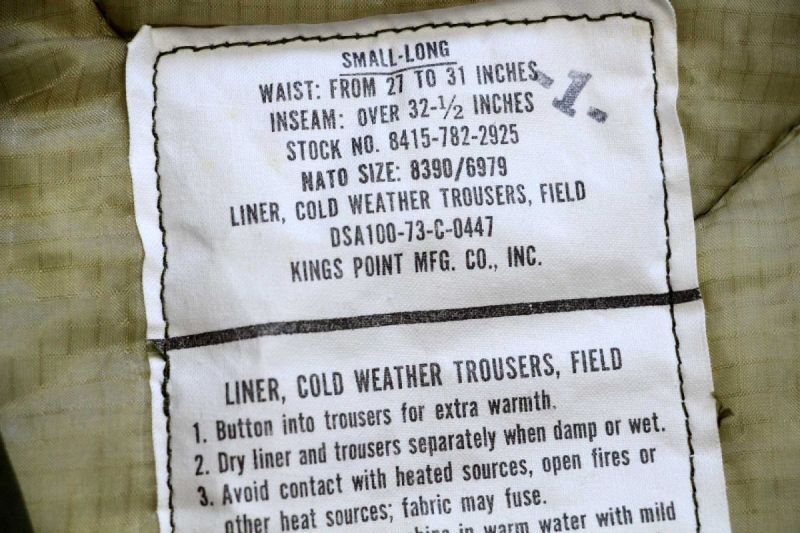 SMALL-LONG
WAIST: FROM 27 TO 31 INCHES
-1-
INSEAM: OVER 32-1/2 INCHES
STOCK NO. 8415-782-2925
NATO SIZE: 8390/6979
LINER, COLD WEATHER TROUSERS, FIELD
DSA100-73-C-0447
KINGS POINT MFG. CO., INC.
LINER, COLD WEATHER TROUSERS, FIELD
1. Button into trousers for extra warmth.
2. Dry liner and trousers separately when damp or wet.
3. Avoid contact with heated sources, open fires or
other heat sources; fabric may fuse.
in warm water with mild